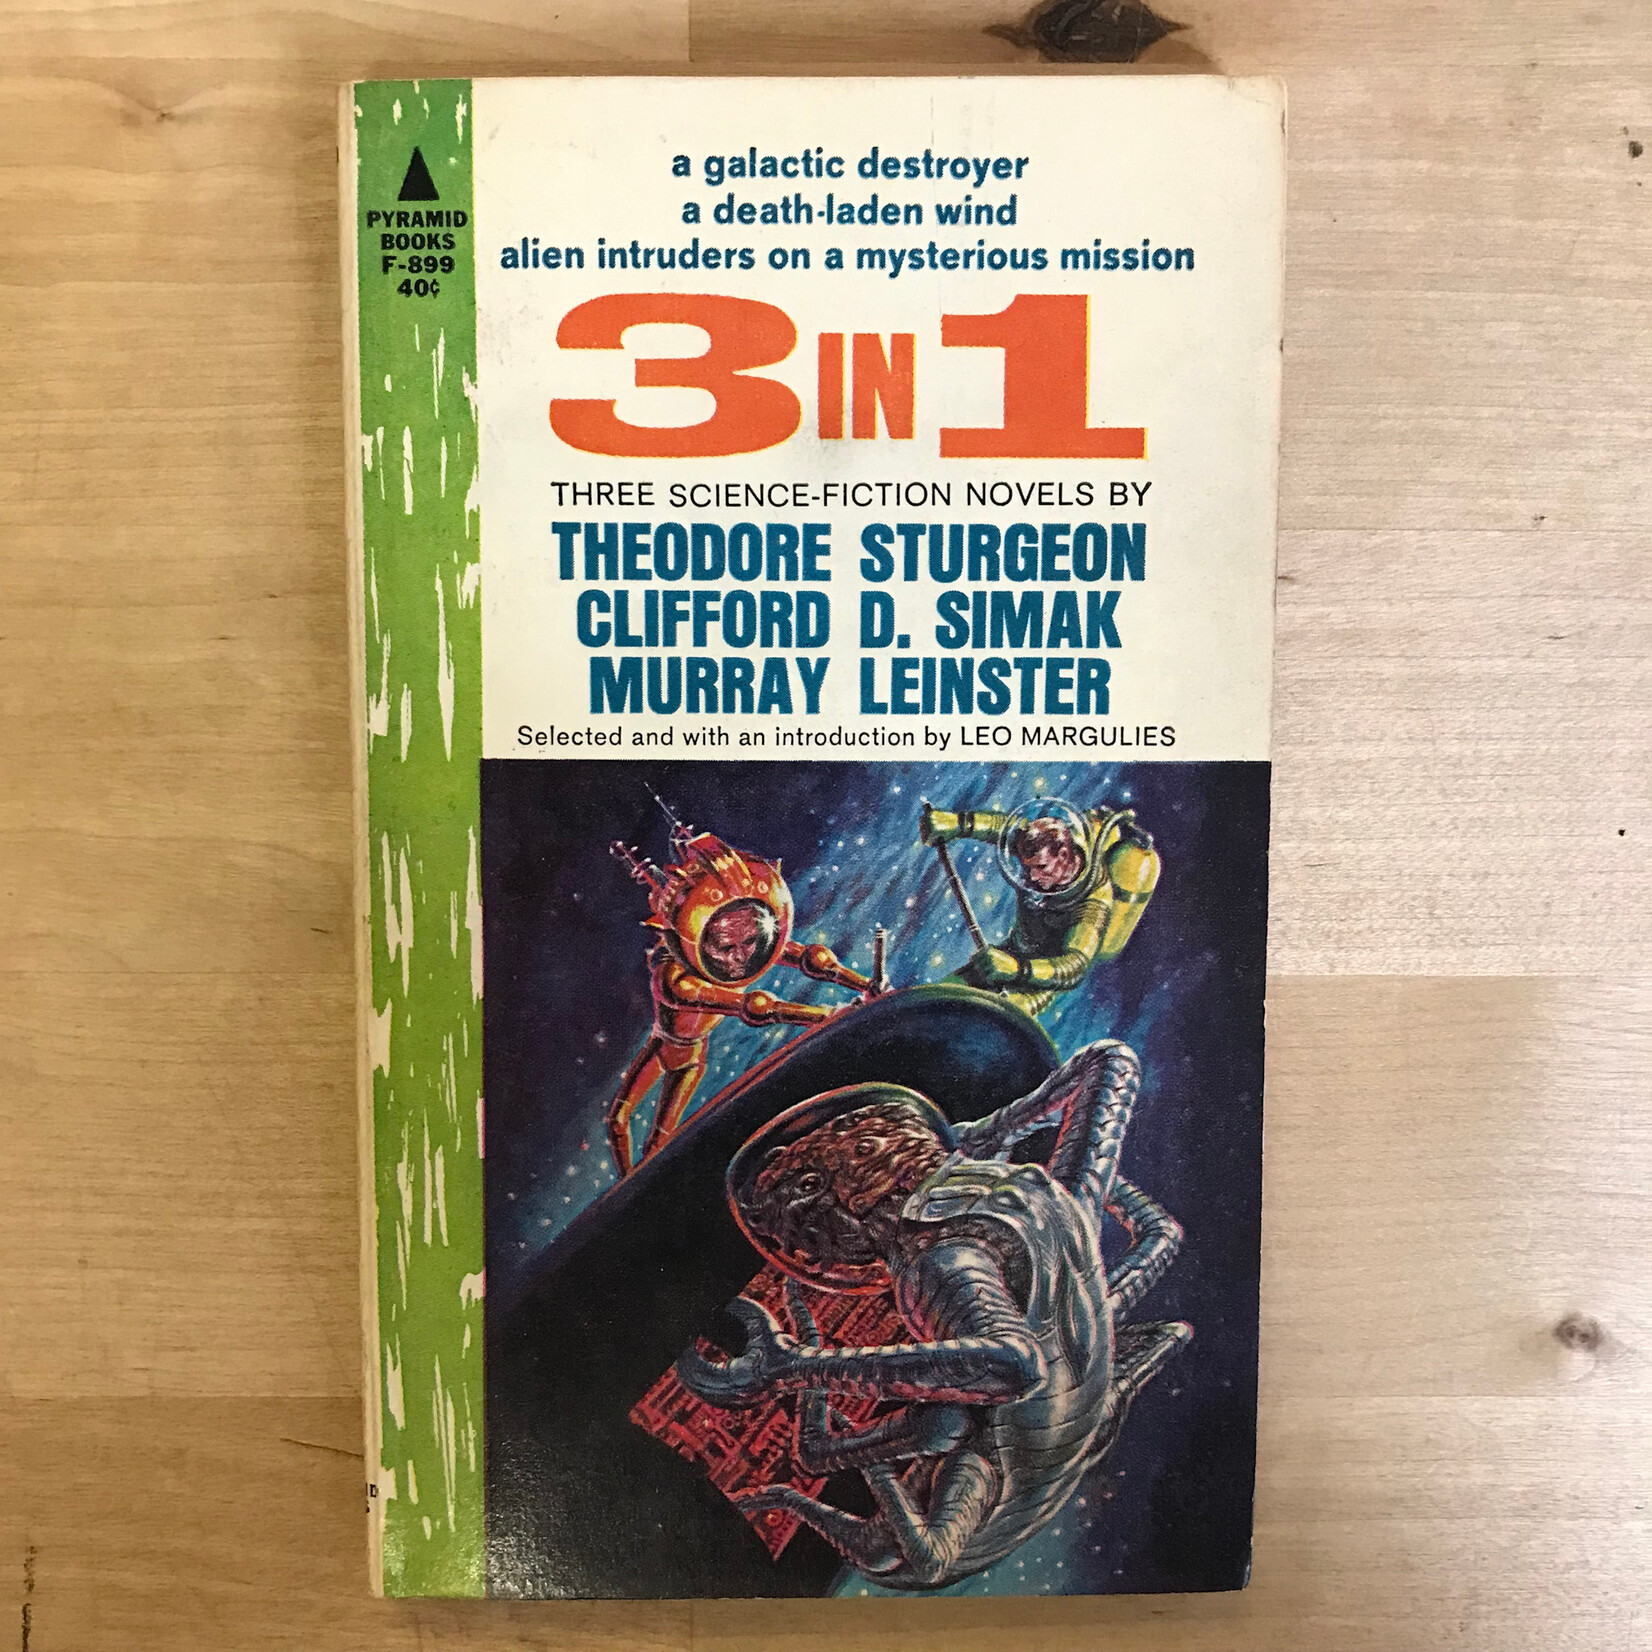 PYRAMID
BOOKS
F-899
40¢
a galactic destroyer
a death-laden wind
alien intruders on a mysterious mission
3 IN 1
THREE SCIENCE-FICTION NOVELS BY
THEODORE STURGEON
CLIFFORD D. SIMAK
MURRAY LEINSTER
Selected and with an introduction by LEO MARGULIES